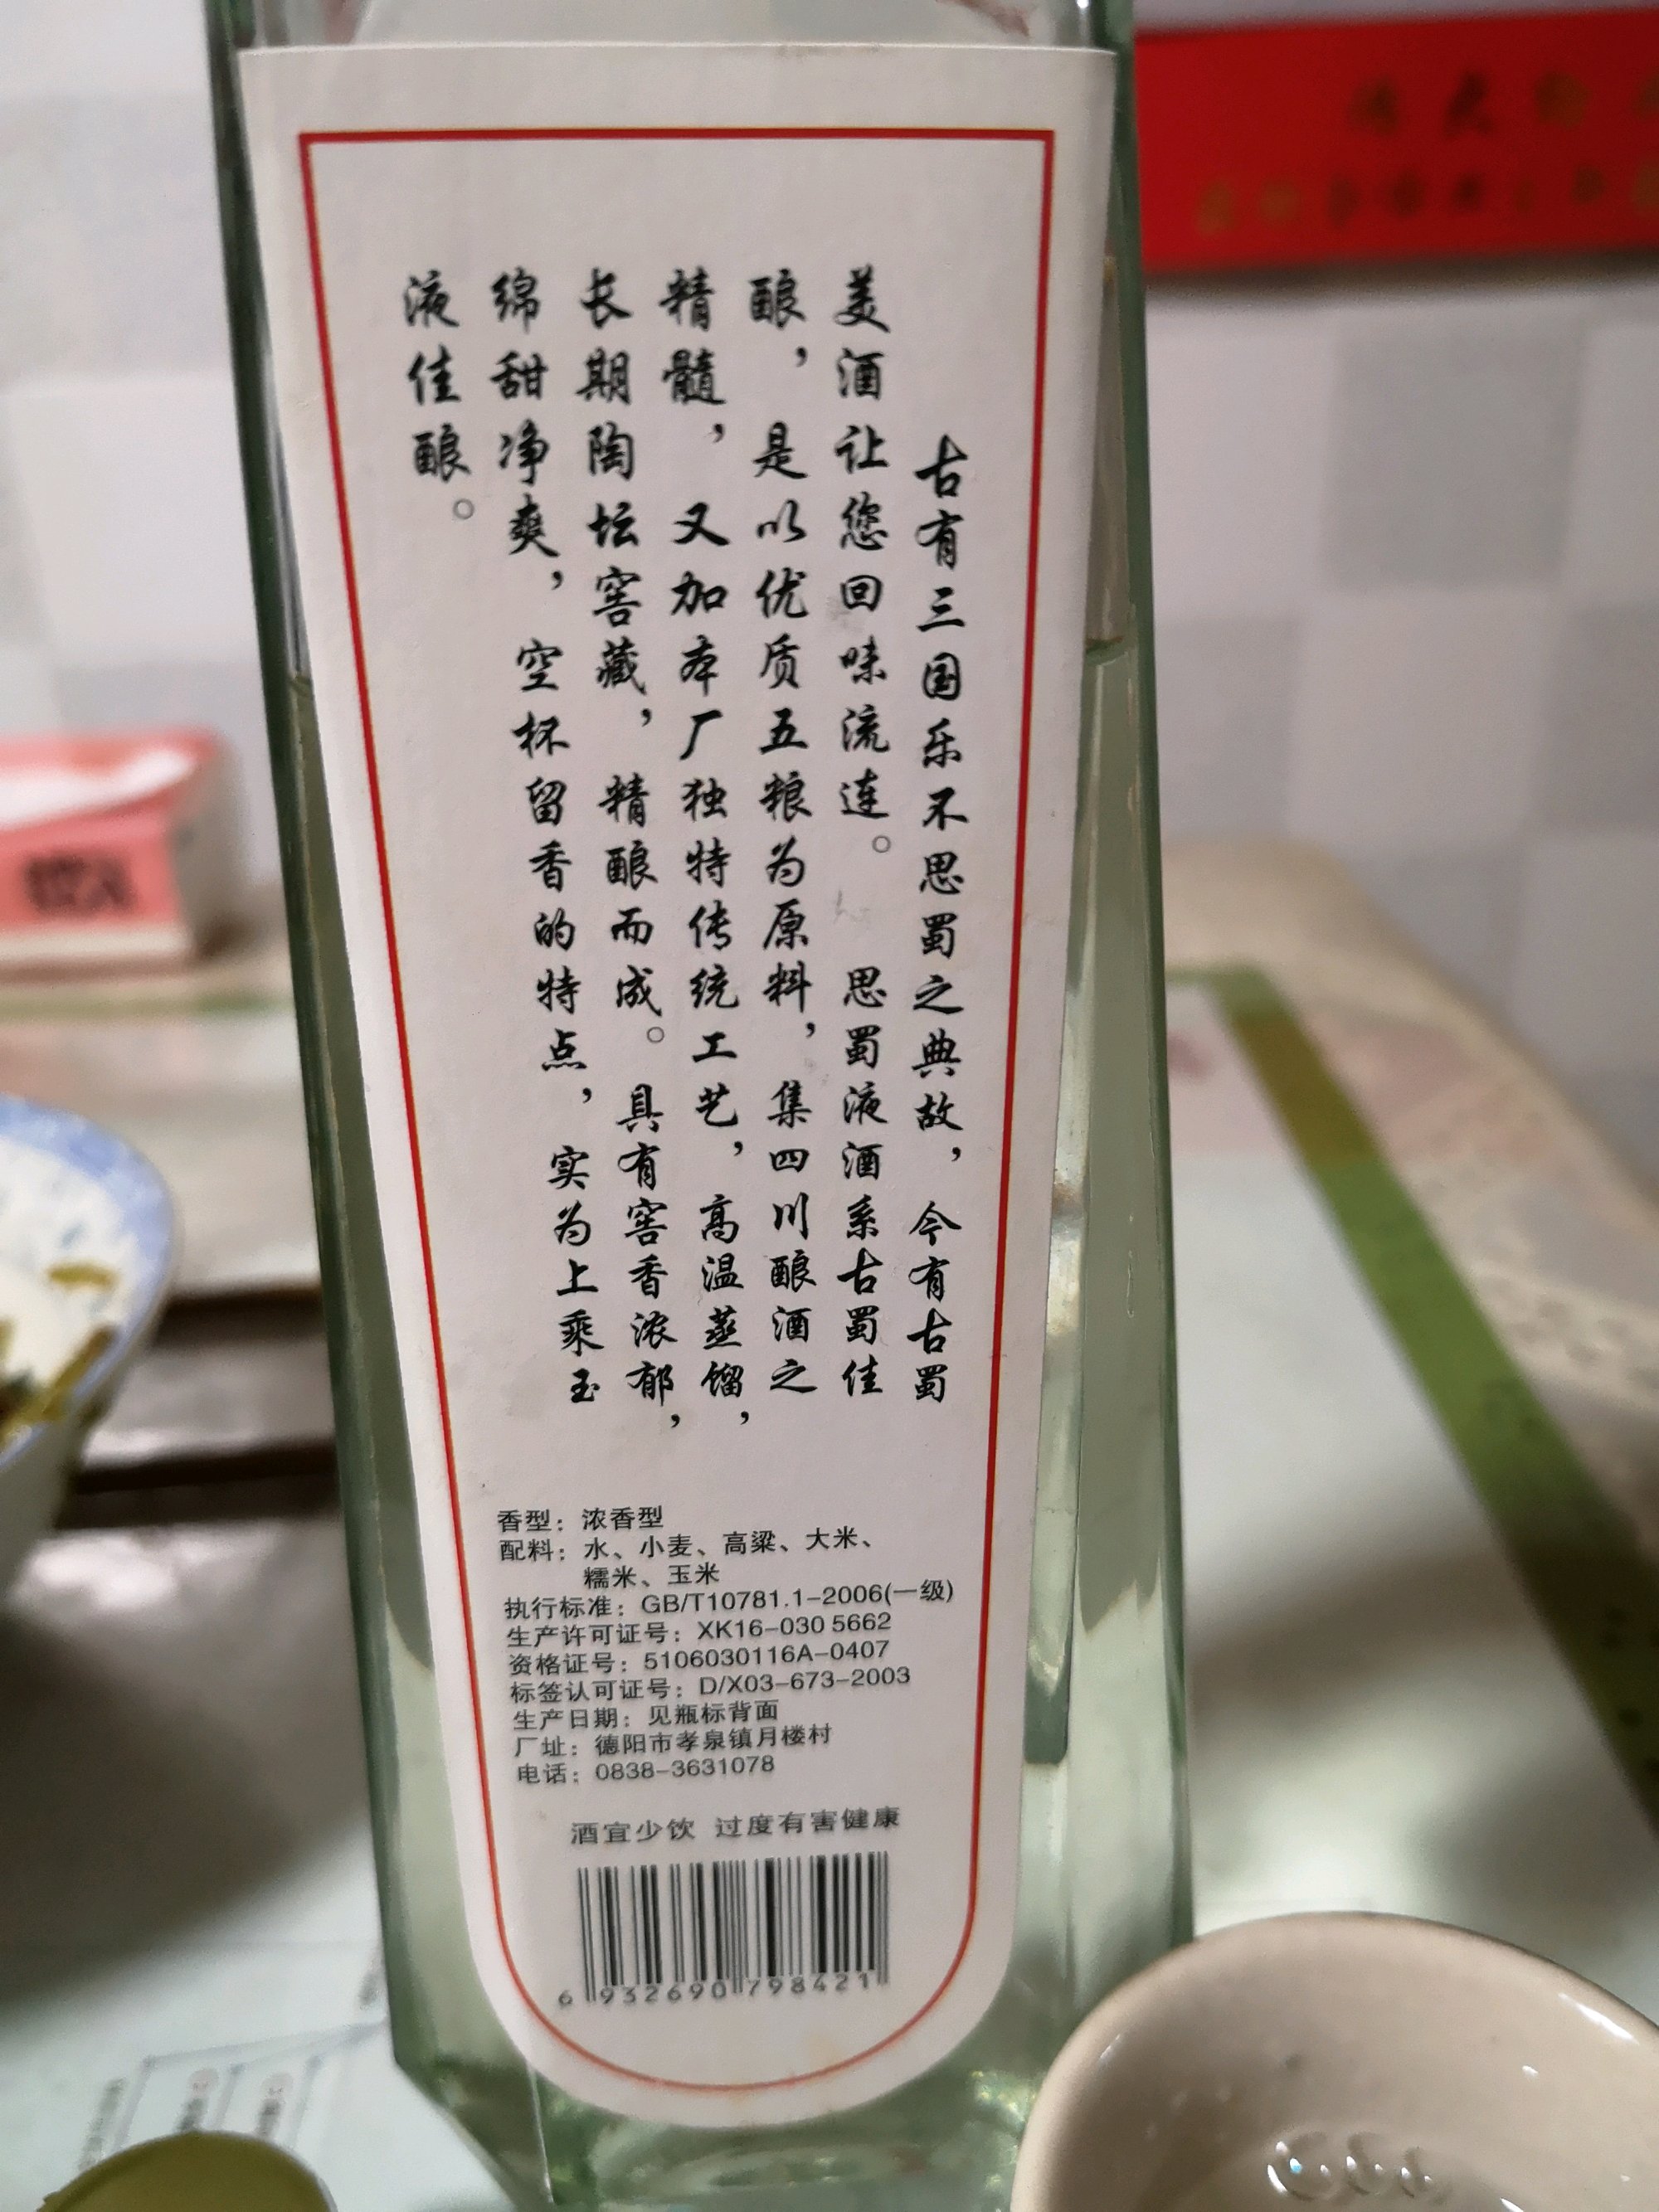 古有三国乐不思蜀之典故，今有古蜀
美酒让您回味流连。思蜀液酒系古蜀佳
酿，是以优质五粮为原料，集四川酿酒之
精髓，又加本厂独特传统工艺，高温蒸馏，
长期陶坛窖藏，精酿而成。具有窖香浓郁，
绵甜净爽，空杯留香的特点，实为上乘玉
液佳酿。
香型：浓香型
配料：水、小麦、高粱、大米、
糯米、玉米
执行标准：GB/T10781.1-2006(一级)
生产许可证号：XK16-030 5662
资格证号：5106030116A-0407
标签认可证号：D/X03-673-2003
生产日期：见瓶标背面
厂址：德阳市孝泉镇月楼村
电话：0838-3631078
酒宜少饮 过度有害健康
6 932690 798421